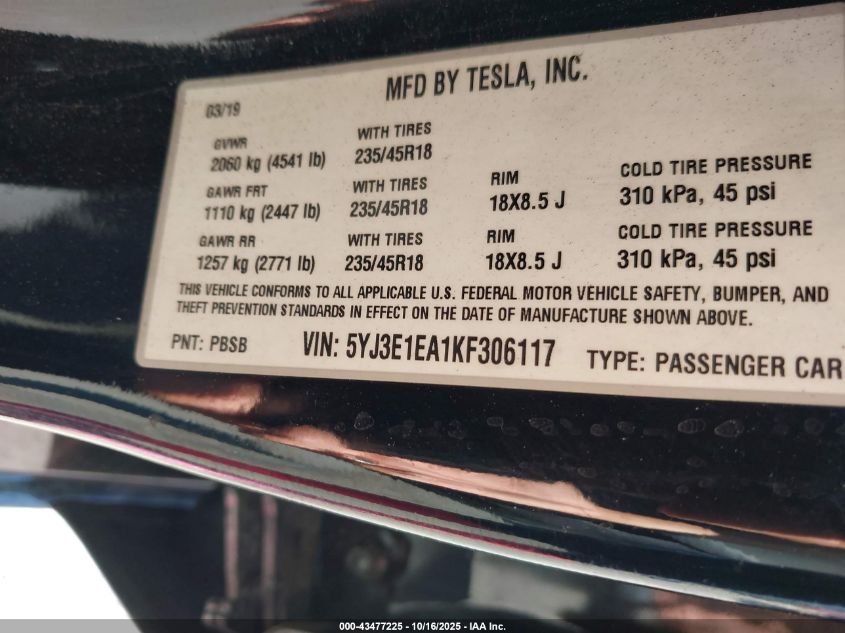 MFD BY TESLA, INC.
03/19
GVWR
2060 kg (4541 lb)
WITH TIRES
235/45R18
GAWR FRT
1110 kg (2447 lb)
WITH TIRES
235/45R18
RIM
18X8.5 J
COLD TIRE PRESSURE
310 kPa, 45 psi
GAWR RR
1257 kg (2771 lb)
WITH TIRES
235/45R18
RIM
18X8.5 J
COLD TIRE PRESSURE
310 kPa, 45 psi
THIS VEHICLE CONFORMS TO ALL APPLICABLE U.S. FEDERAL MOTOR VEHICLE SAFETY, BUMPER, AND
THEFT PREVENTION STANDARDS IN EFFECT ON THE DATE OF MANUFACTURE SHOWN ABOVE.
PNT: PBSB
VIN: 5YJ3E1EA1KF306117
TYPE: PASSENGER CAR
000-43477225 - 10/16/2025 - IAA Inc.